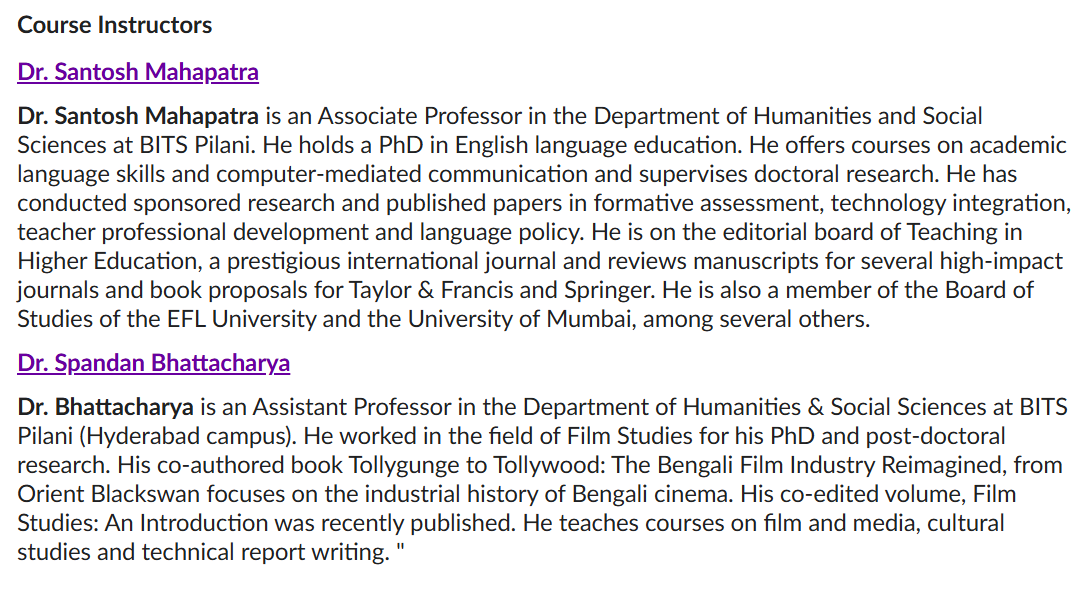 Course Instructors
Dr. Santosh Mahapatra
Dr. Santosh Mahapatra is an Associate Professor in the Department of Humanities and Social
Sciences at BITS Pilani. He holds a PhD in English language education. He offers courses on academic
language skills and computer-mediated communication and supervises doctoral research. He has
conducted sponsored research and published papers in formative assessment, technology integration,
teacher professional development and language policy. He is on the editorial board of Teaching in
Higher Education, a prestigious international journal and reviews manuscripts for several high-impact
journals and book proposals for Taylor & Francis and Springer. He is also a member of the Board of
Studies of the EFL University and the University of Mumbai, among several others.
Dr. Spandan Bhattacharya
Dr. Bhattacharya is an Assistant Professor in the Department of Humanities & Social Sciences at BITS
Pilani (Hyderabad campus). He worked in the field of Film Studies for his PhD and post-doctoral
research. His co-authored book Tollygunge to Tollywood: The Bengali Film Industry Reimagined, from
Orient Blackswan focuses on the industrial history of Bengali cinema. His co-edited volume, Film
Studies: An Introduction was recently published. He teaches courses on film and media, cultural
studies and technical report writing. "